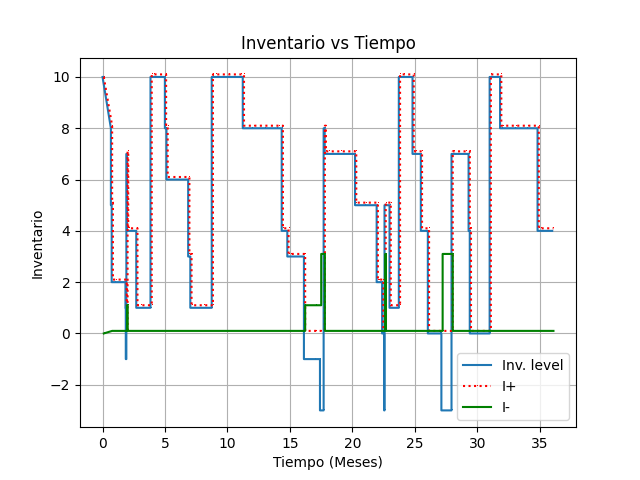 Inventario vs Tiempo
Inventario
10
8
6
4
2
0
−2
0 5 10 15 20 25 30 35
Tiempo (Meses)
Inv. level
I+
I-